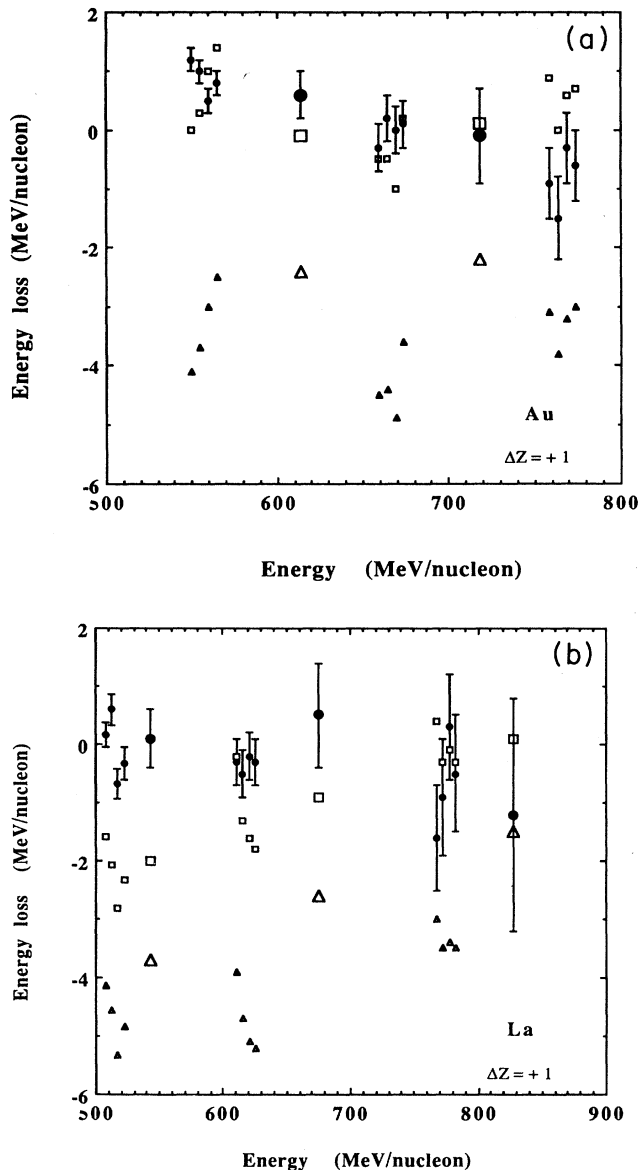 2
(a)
0
-2
-4
-6
Energy loss (MeV/nucleon)
Au
ΔZ = + 1
500
600
700
800
Energy (MeV/nucleon)
2
(b)
0
-2
-4
-6
Energy loss (MeV/nucleon)
La
ΔZ = + 1
500
600
700
800
900
Energy (MeV/nucleon)